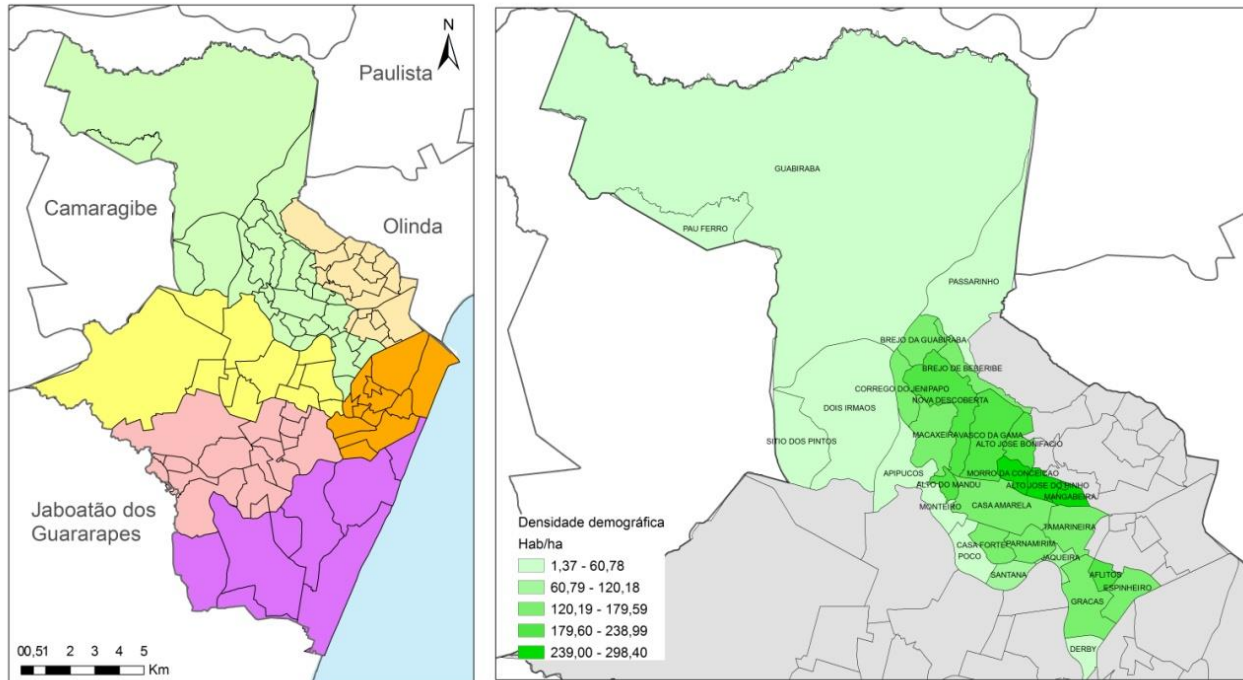 N
Paulista
Camaragibe
Olinda
Jaboatão dos
Guararapes
00,51 2 3 4 5
Km
GUABIRABA
PAU FERRO
PASSARINHO
BREJO DA GUABIRABA
BREJO DE BEBERIBE
CORREGO DO JENIPAPO
NOVA DESCOBERTA
DOIS IRMAOS
SITIO DOS PINTOS
MACAXEIRA
VASCO DA GAMA
ALTO JOSE BONIFACIO
APIPUCOS
MORRO DA CONCEICAO
ALTO DO MANDU
ALTO JOSE DO PINHO
MANGABEIRA
MONTEIRO
CASA AMARELA
TAMARINEIRA
CASA FORTE
PARNAMIRIM
POCO
JAQUEIRA
SANTANA
AFLITOS
ESPINHEIRO
GRACAS
DERBY
Densidade demográfica
Hab/ha
1,37 - 60,78
60,79 - 120,18
120,19 - 179,59
179,60 - 238,99
239,00 - 298,40